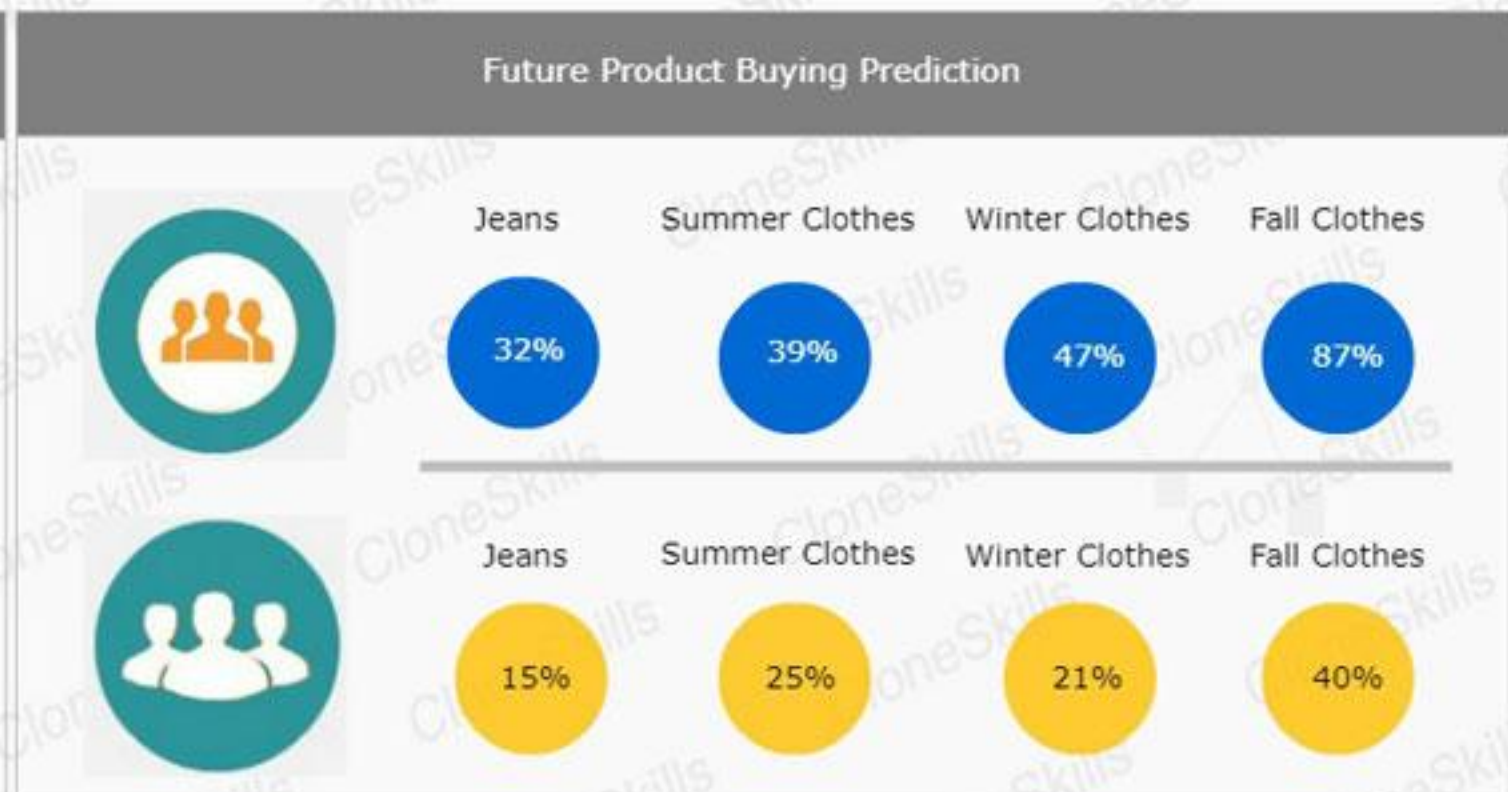 Future Product Buying Prediction
Jeans Summer Clothes Winter Clothes Fall Clothes
32% 39% 47% 87%
Jeans Summer Clothes Winter Clothes Fall Clothes
15% 25% 21% 40%
CloneSkills